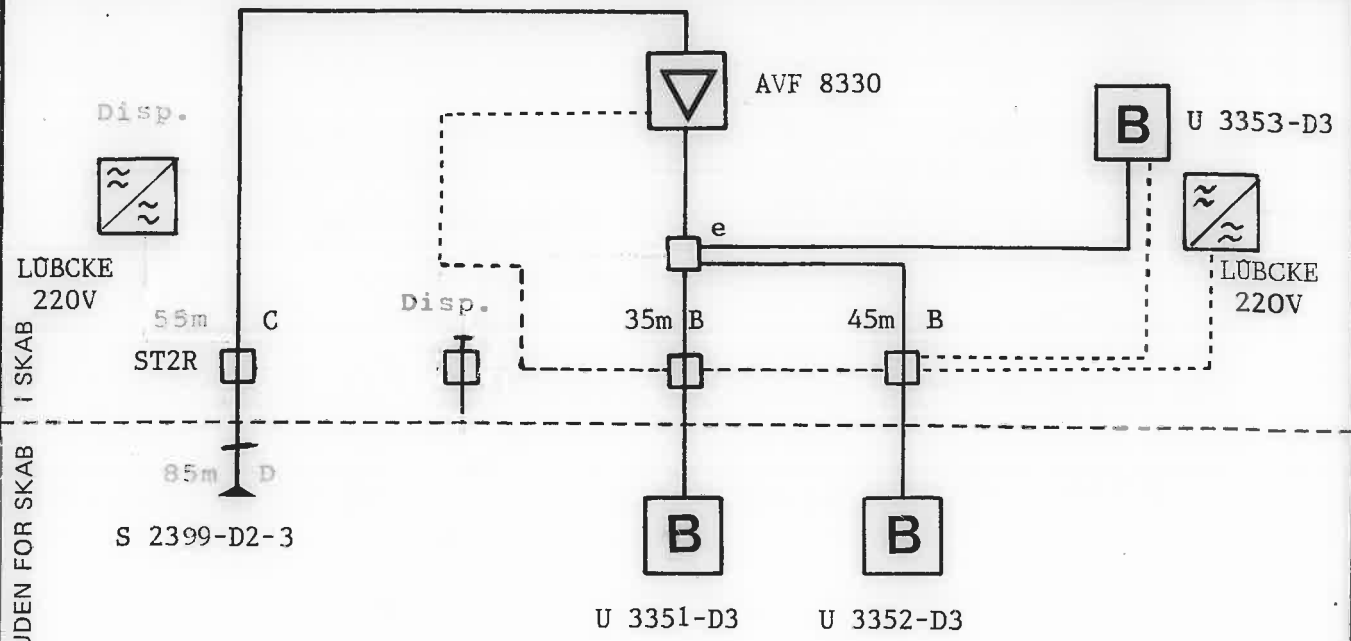 AVF 8330
B
U 3353-D3
Disp.
LÜBCKE
220V
LÜBCKE
220V
e
Disp.
55m C
35m B
45m B
ST2R
I SKAB
85m D
S 2399-D2-3
UDEN FOR SKAB
B
B
U 3351-D3
U 3352-D3